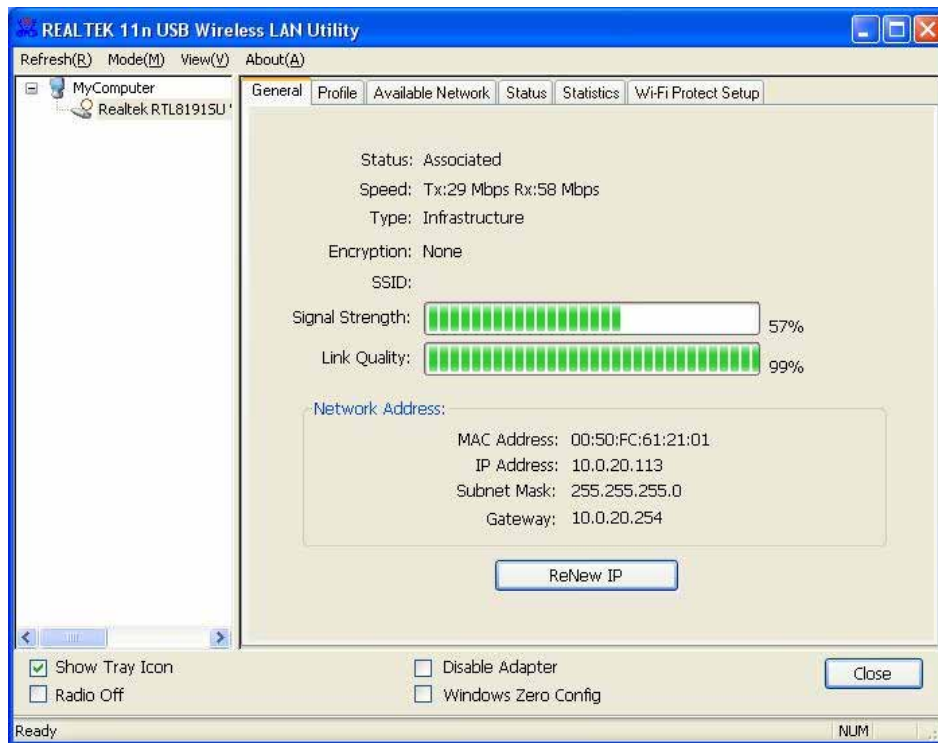 REALTEK 11n USB Wireless LAN Utility
Refresh(R) Mode(M) View(V) About(A)
MyComputer
Realtek RTL8191SU
General Profile Available Network Status Statistics Wi-Fi Protect Setup
Status: Associated
Speed: Tx:29 Mbps Rx:58 Mbps
Type: Infrastructure
Encryption: None
SSID:
Signal Strength: 57%
Link Quality: 99%
Network Address:
MAC Address: 00:50:FC:61:21:01
IP Address: 10.0.20.113
Subnet Mask: 255.255.255.0
Gateway: 10.0.20.254
ReNew IP
Show Tray Icon
Radio Off
Disable Adapter
Windows Zero Config
Close
Ready NUM